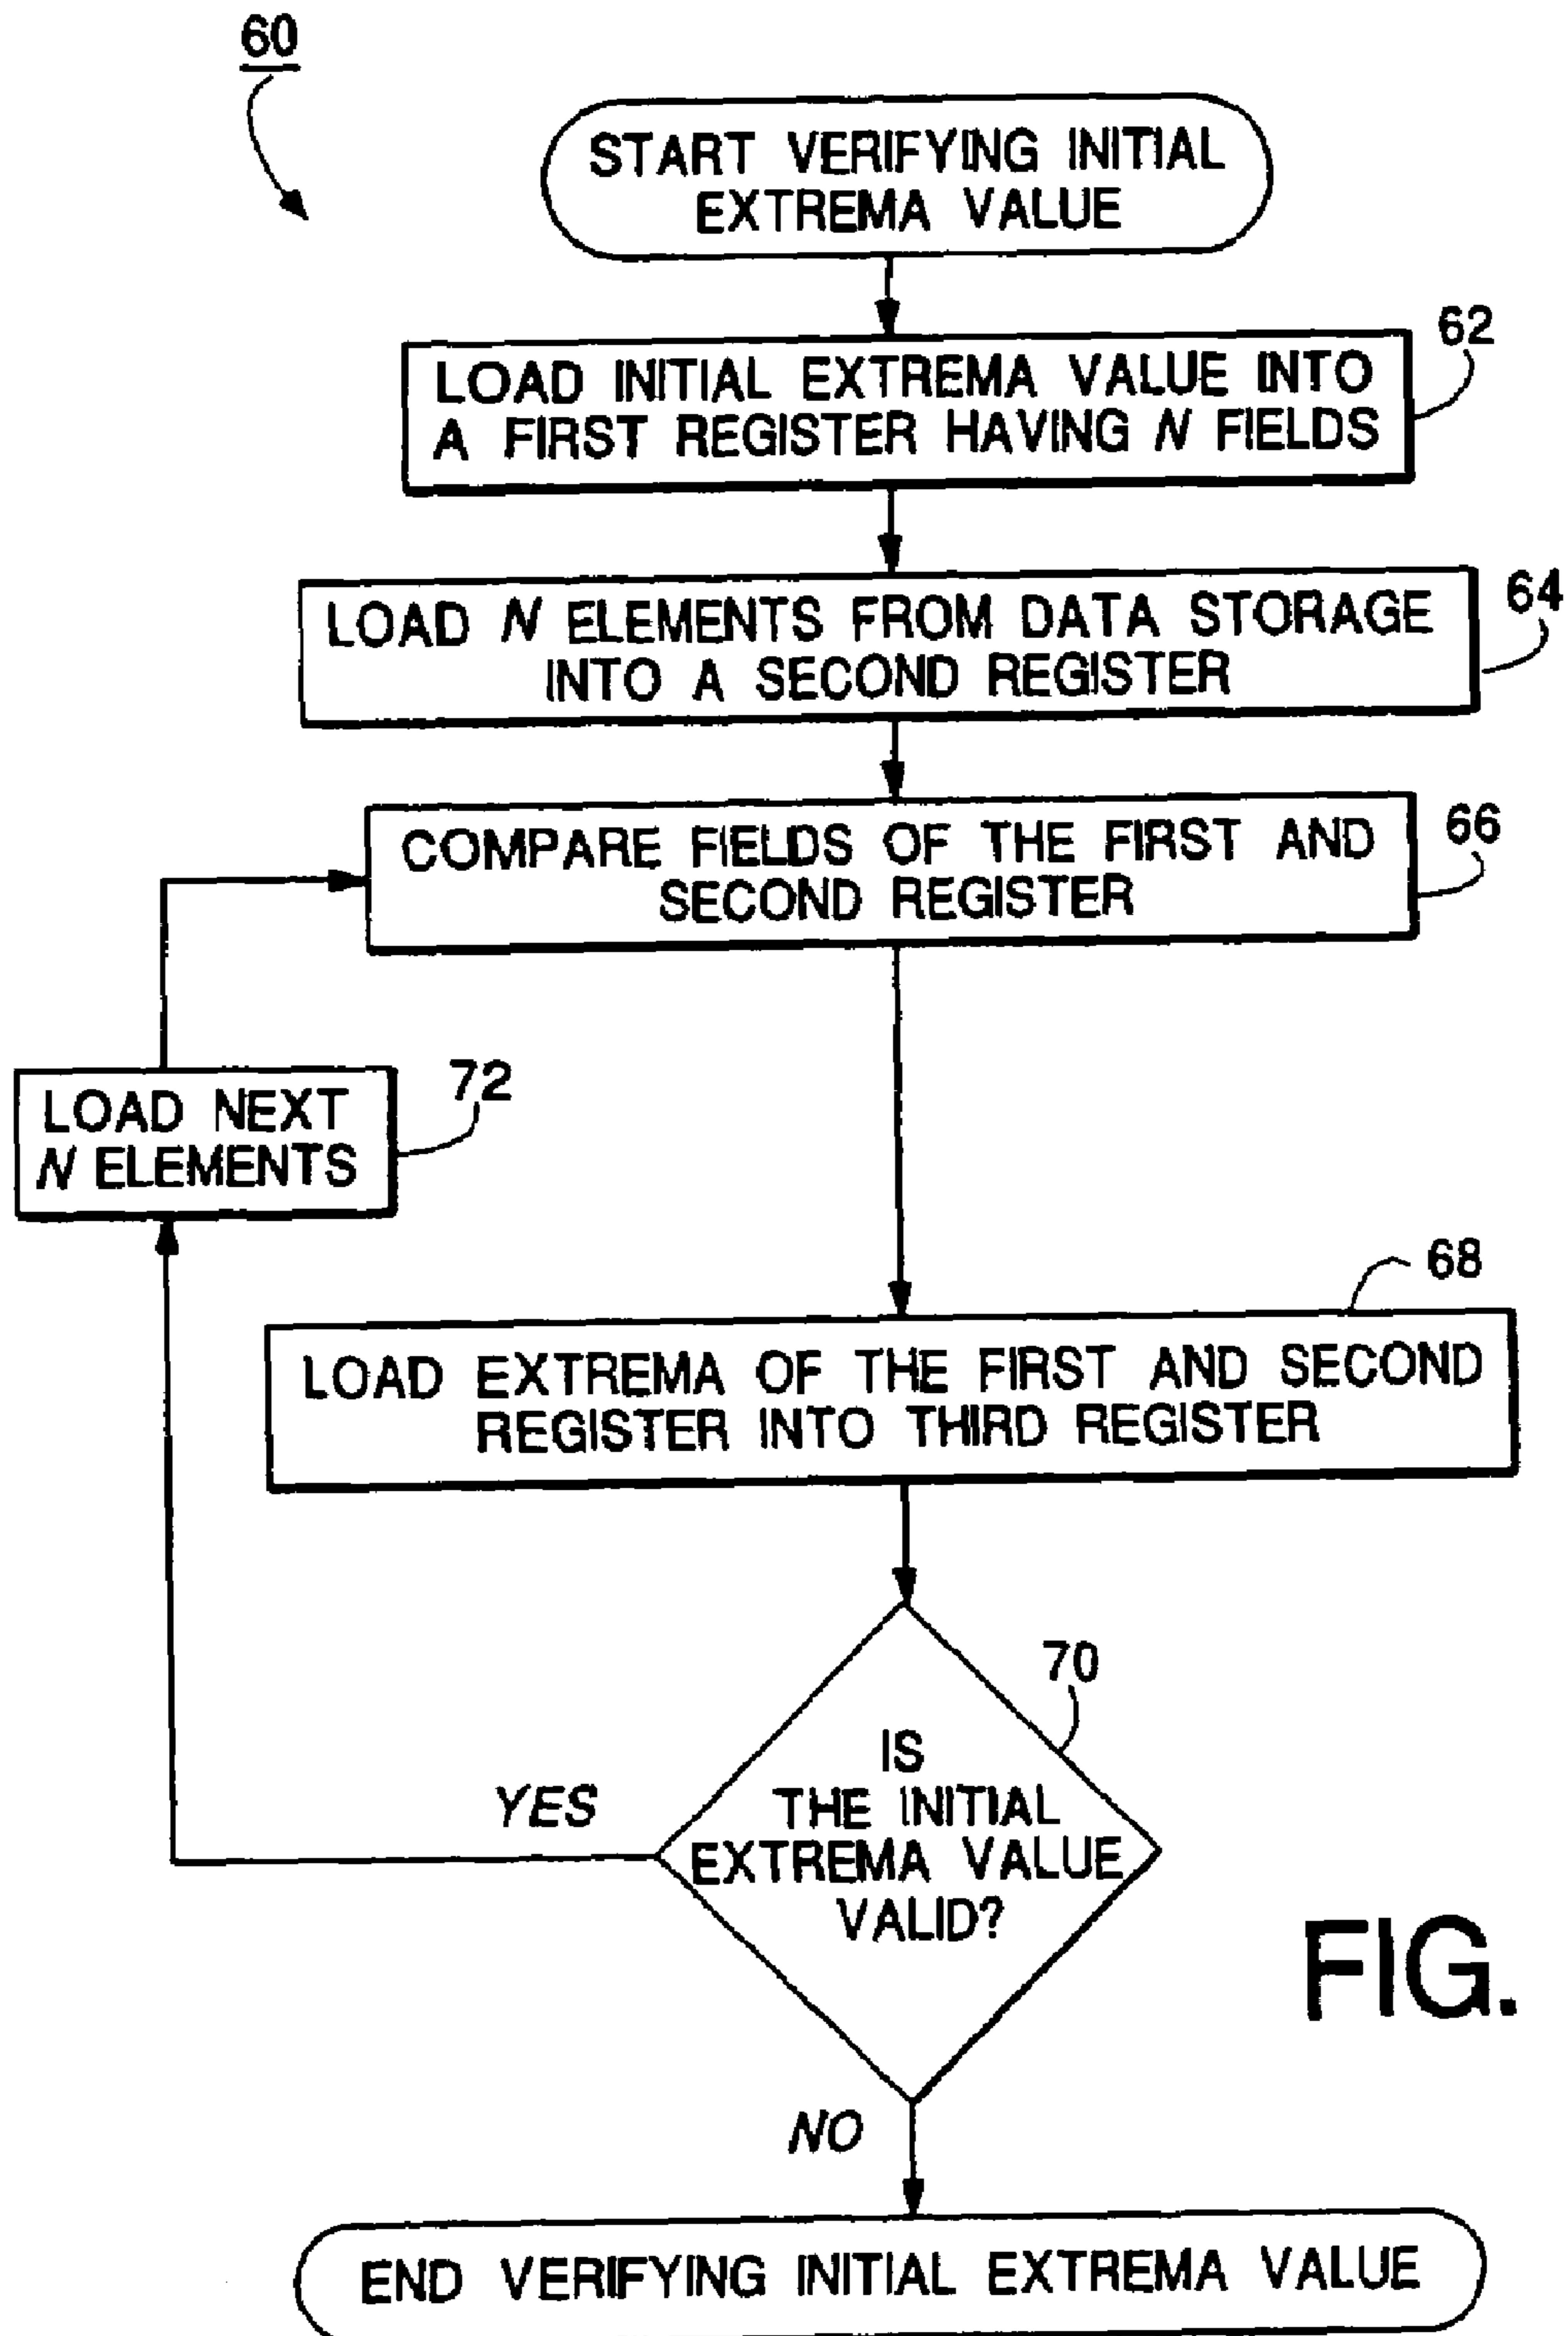 60
START VERIFYING INITIAL
EXTREMA VALUE
62
LOAD INITIAL EXTREMA VALUE INTO
A FIRST REGISTER HAVING N FIELDS
64
LOAD N ELEMENTS FROM DATA STORAGE
INTO A SECOND REGISTER
66
COMPARE FIELDS OF THE FIRST AND
SECOND REGISTER
72
LOAD NEXT
N ELEMENTS
68
LOAD EXTREMA OF THE FIRST AND SECOND
REGISTER INTO THIRD REGISTER
70
IS
THE INITIAL
EXTREMA VALUE
VALID?
YES
NO
FIG.
END VERIFYING INITIAL EXTREMA VALUE